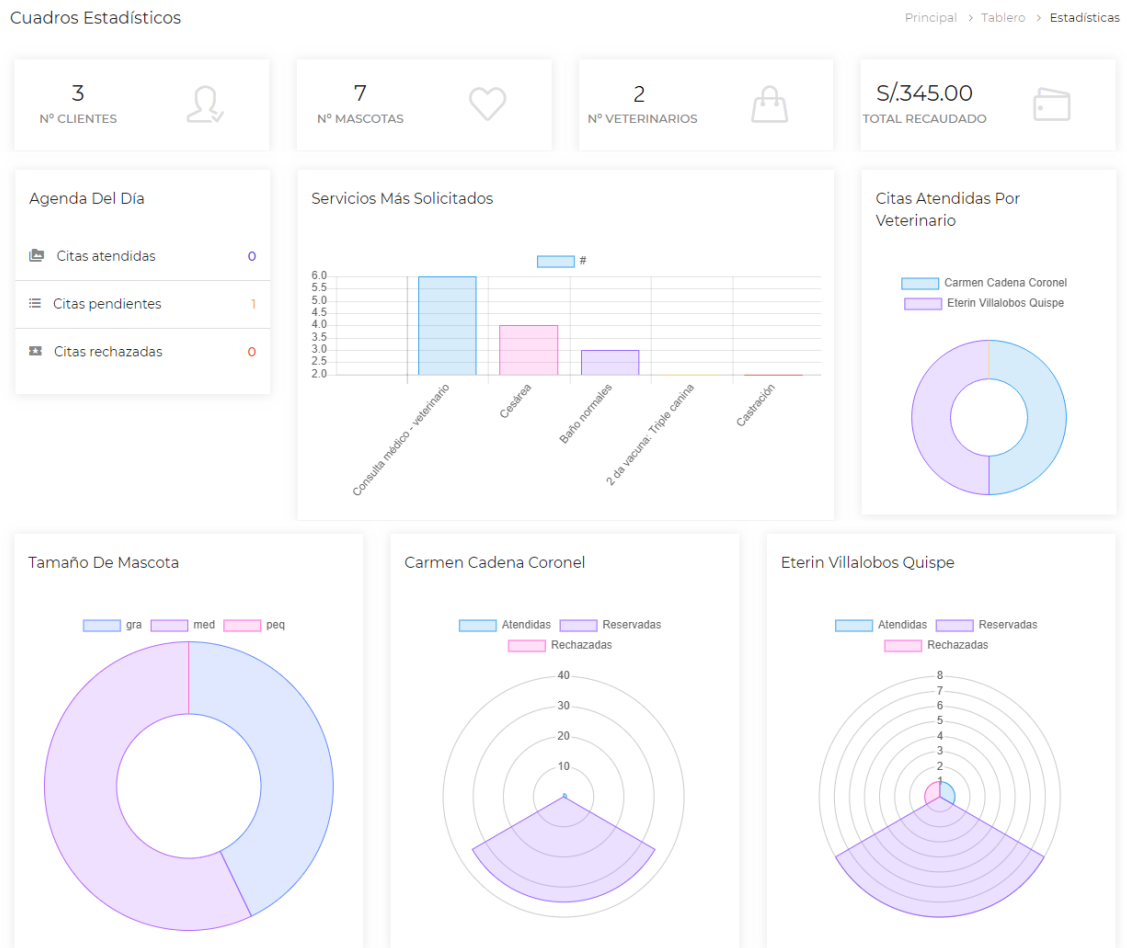 Cuadros Estadísticos
Principal > Tablero > Estadísticas
3
Nº CLIENTES
7
Nº MASCOTAS
2
Nº VETERINARIOS
S/.345.00
TOTAL RECAUDADO
Agenda Del Día
Citas atendidas 0
Citas pendientes 1
Citas rechazadas 0
Servicios Más Solicitados
#
6.0
5.5
5.0
4.5
4.0
3.5
3.0
2.5
2.0
Consulta médico - veterinario
Cesárea
Baño normales
2 da vacuna: Triple canina
Castración
Citas Atendidas Por
Veterinario
Carmen Cadena Coronel
Eterin Villalobos Quispe
Tamaño De Mascota
gra med peq
Carmen Cadena Coronel
Atendidas Reservadas
Rechazadas
40
30
20
10
Eterin Villalobos Quispe
Atendidas Reservadas
Rechazadas
8
7
6
5
4
3
2
1